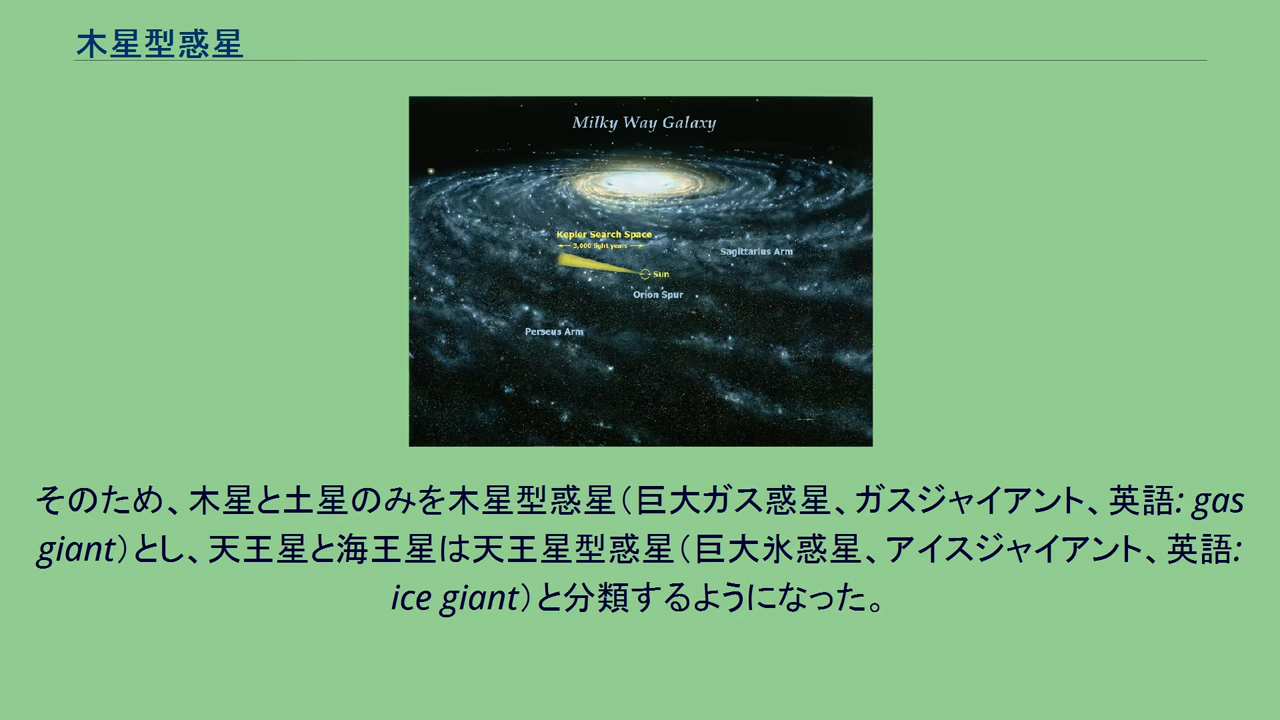 木星型惑星
Milky Way Galaxy
Kepler Search Space
3,000 light years
Sagittarius Arm
Sun
Orion Spur
Perseus Arm
そのため、木星と土星のみを木星型惑星(巨大ガス惑星、ガスジャイアント、英語: gas
giant)とし、天王星と海王星は天王星型惑星(巨大氷惑星、アイスジャイアント、英語:
ice giant)と分類するようになった。